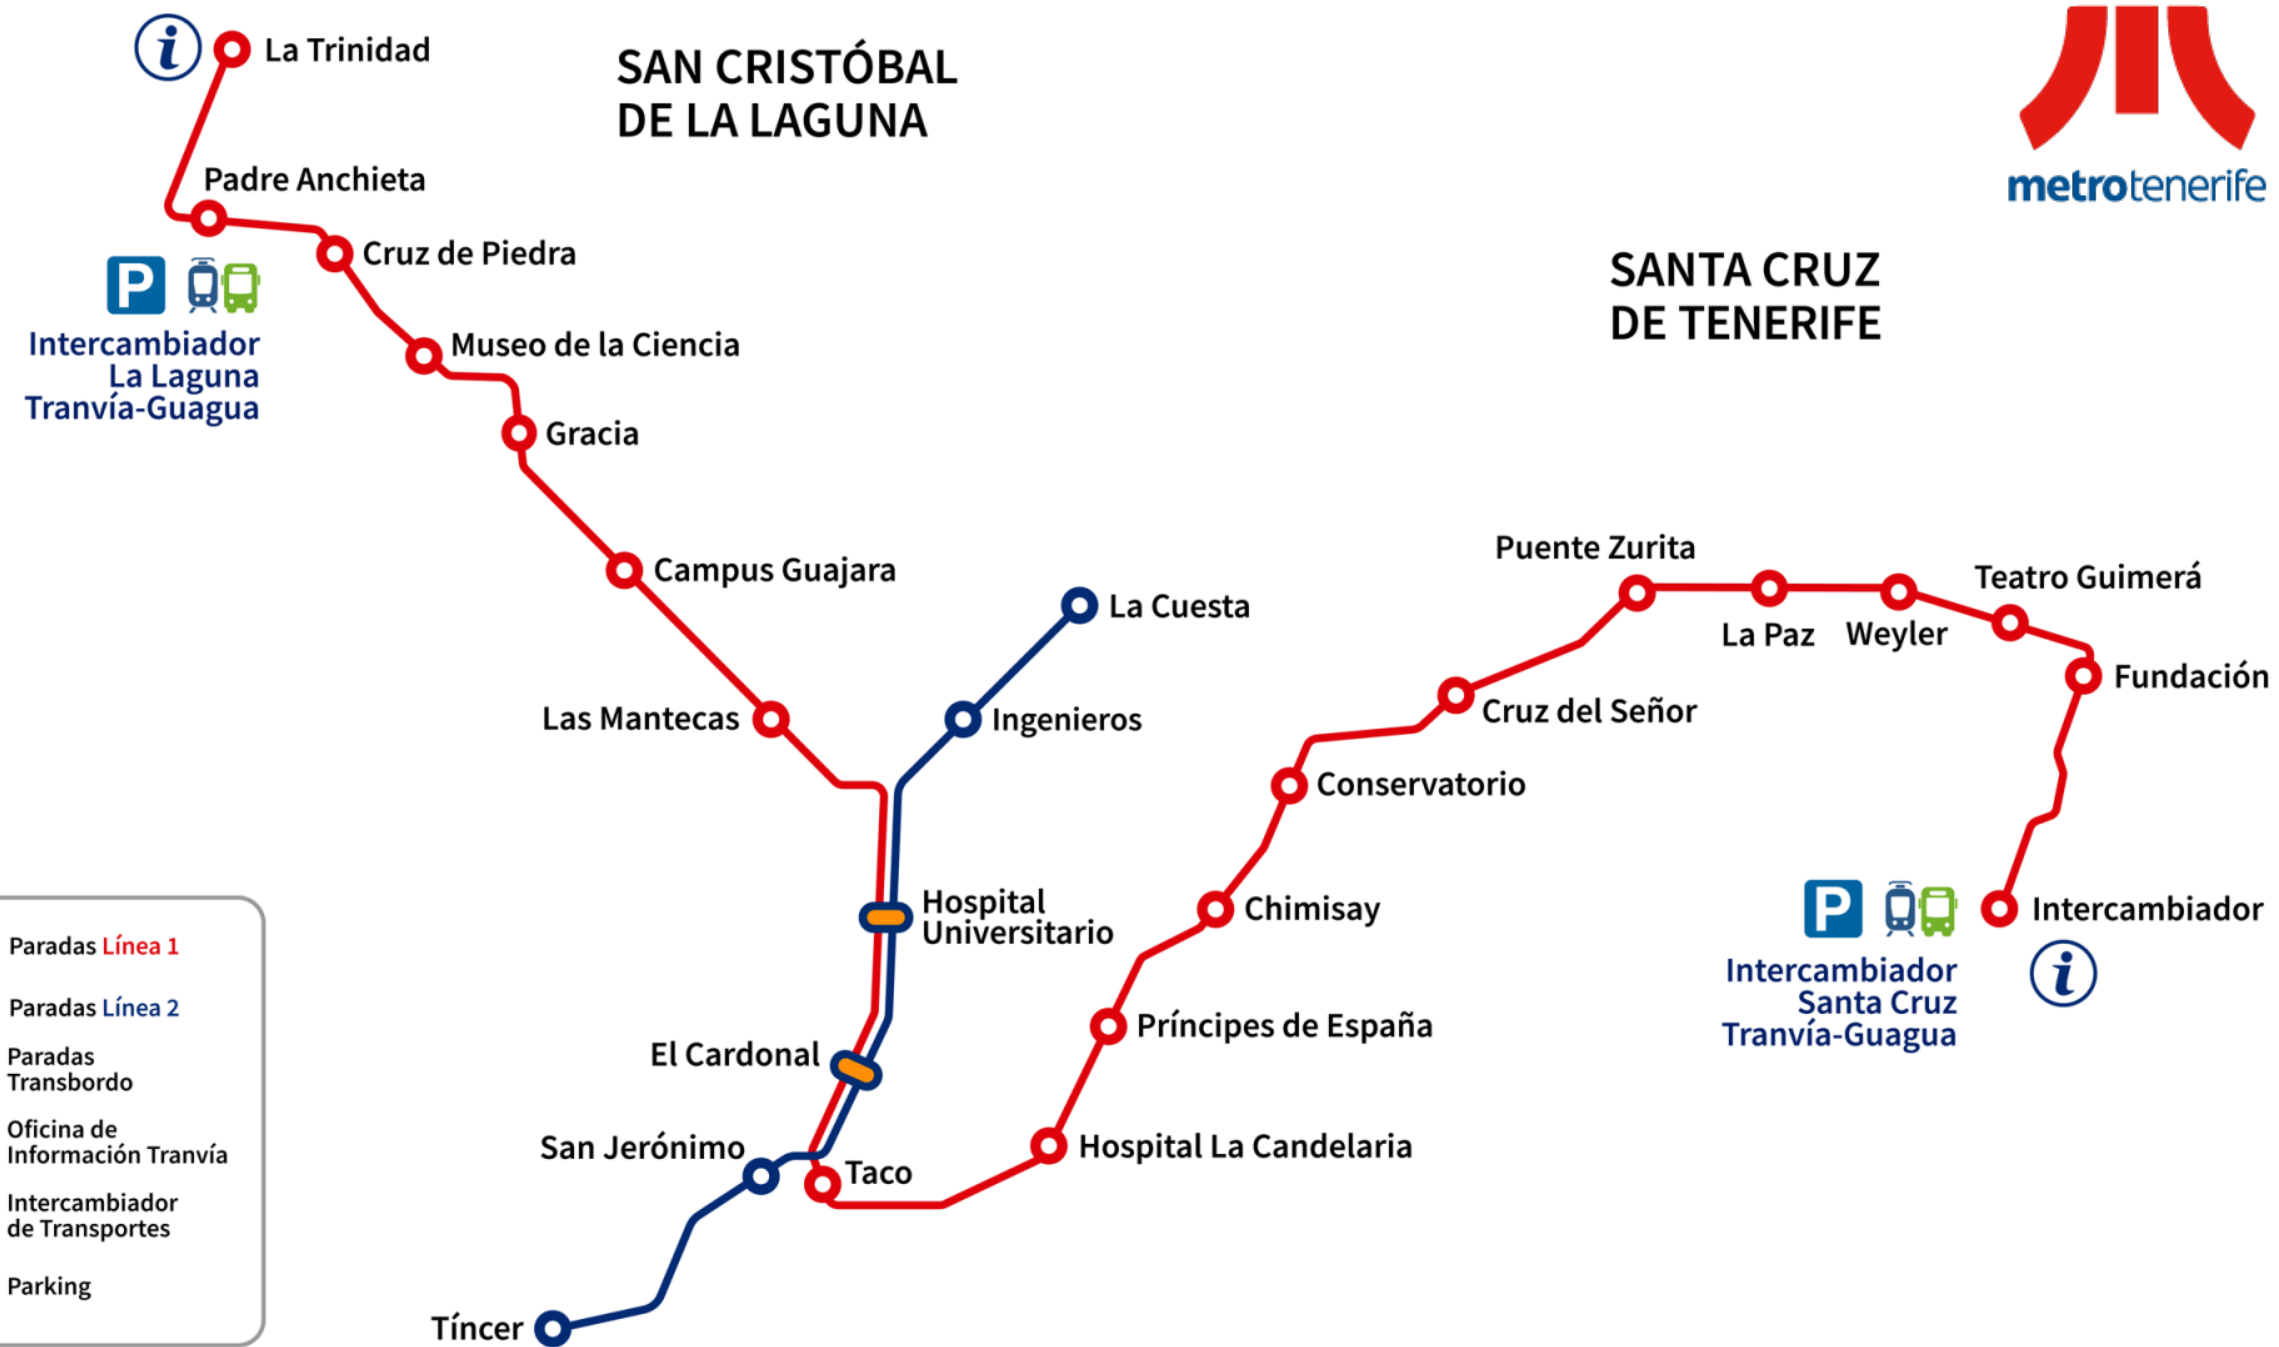 La Trinidad
SAN CRISTÓBAL
DE LA LAGUNA
metrotenerife
Padre Anchieta
Cruz de Piedra
P
Intercambiador
La Laguna
Tranvía-Guagua
SANTA CRUZ
DE TENERIFE
Museo de la Ciencia
Gracia
Campus Guajara
La Cuesta
Puente Zurita
Teatro Guimerá
La Paz
Weyler
Fundación
Las Mantecas
Ingenieros
Cruz del Señor
Conservatorio
Hospital
Universitario
Chimisay
P
Intercambiador
i
Intercambiador
Santa Cruz
Tranvía-Guagua
Príncipes de España
El Cardonal
San Jerónimo
Taco
Hospital La Candelaria
Tíncer
i
Paradas Línea 1
Paradas Línea 2
Paradas
Transbordo
Oficina de
Información Tranvía
Intercambiador
de Transportes
Parking